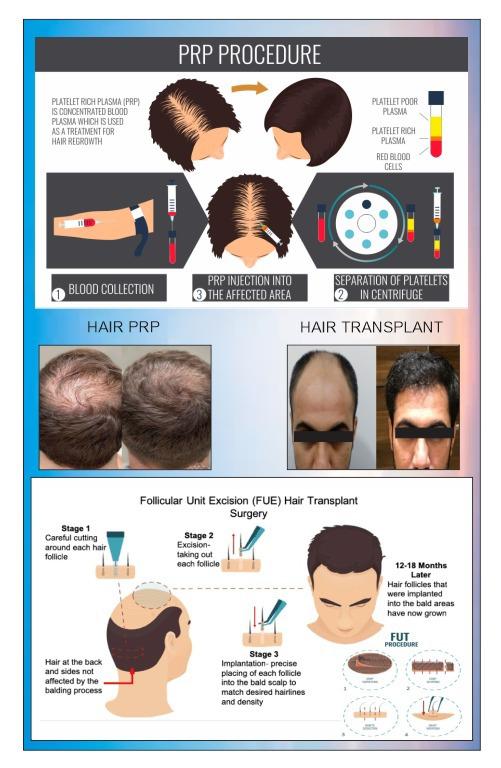 PRP PROCEDURE
PLATELET RICH PLASMA (PRP)
IS CONCENTRATED BLOOD
PLASMA WHICH IS USED
AS A TREATMENT FOR
HAIR REGROWTH
PLATELET POOR
PLASMA
PLATELET RICH
PLASMA
RED BLOOD
CELLS
1 BLOOD COLLECTION
3 PRP INJECTION INTO
THE AFFECTED AREA
2 SEPARATION OF PLATELETS
IN CENTRIFUGE
HAIR PRP
HAIR TRANSPLANT
Follicular Unit Excision (FUE) Hair Transplant
Surgery
Stage 1
Careful cutting
around each hair
follicle
Stage 2
Excision-
taking out
each follicle
12-18 Months
Later
Hair follicles that
were implanted
into the bald areas
have now grown
Hair at the back
and sides not
affected by the
balding process
Stage 3
Implantation- precise
placing of each follicle
into the bald scalp to
match desired hairlines
and density
FUT
PROCEDURE
1
2
3
4